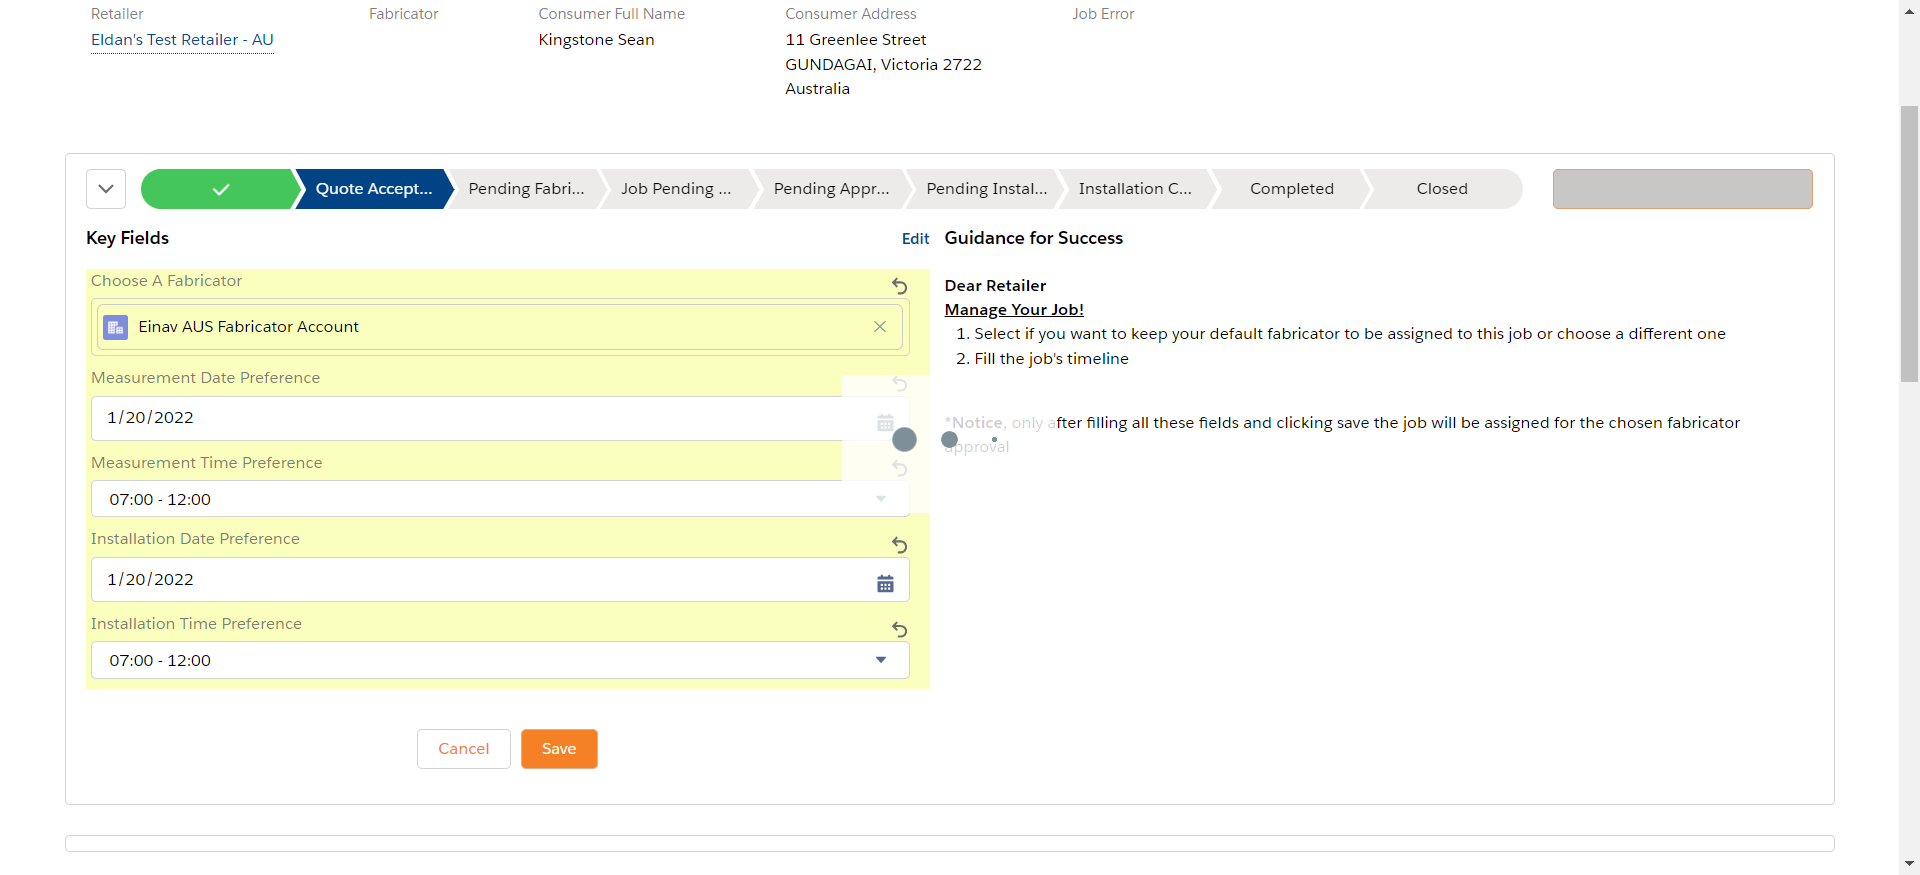 Retailer
Fabricator
Consumer Full Name
Consumer Address
Job Error
Eldan's Test Retailer - AU
Kingstone Sean
11 Greenlee Street
GUNDAGAI, Victoria 2722
Australia
Quote Accept...
Pending Fabri...
Job Pending ...
Pending Appr...
Pending Instal...
Installation C...
Completed
Closed
Key Fields
Edit
Guidance for Success
Choose A Fabricator
Einav AUS Fabricator Account
Measurement Date Preference
1/20/2022
Measurement Time Preference
07:00 - 12:00
Installation Date Preference
1/20/2022
Installation Time Preference
07:00 - 12:00
Cancel
Save
Dear Retailer
Manage Your Job!
1. Select if you want to keep your default fabricator to be assigned to this job or choose a different one
2. Fill the job's timeline
*Notice, only after filling all these fields and clicking save the job will be assigned for the chosen fabricator
approval